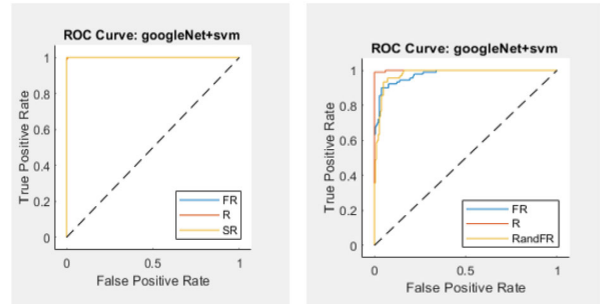 ROC Curve: googleNet+svm
1
0.8
0.6
0.4
0.2
0
True Positive Rate
FR
R
SR
0
0.5
1
False Positive Rate
ROC Curve: googleNet+svm
1
0.8
0.6
0.4
0.2
0
True Positive Rate
FR
R
RandFR
0
0.5
1
False Positive Rate